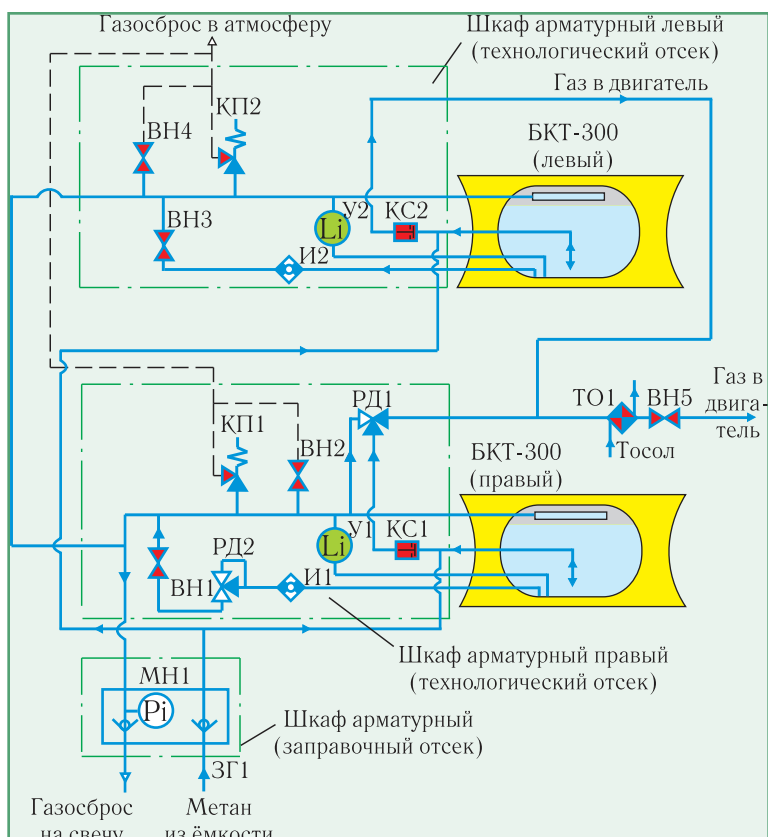 Газосброс в атмосферу
Шкаф арматурный левый
(технологический отсек)
Газ в двигатель
КП2
ВН4
БКТ-300
(левый)
ВН3
У2
КС2
Li
И2
РД1
ТО1
ВН5
Газ в
двига-
тель
Тосол
КП1
ВН2
БКТ-300
(правый)
У1
КС1
Li
РД2
ВН1
И1
Шкаф арматурный правый
(технологический отсек)
МН1
Pi
Шкаф арматурный
(заправочный отсек)
ЗГ1
Газосброс
на свечу
Метан
из ёмкости